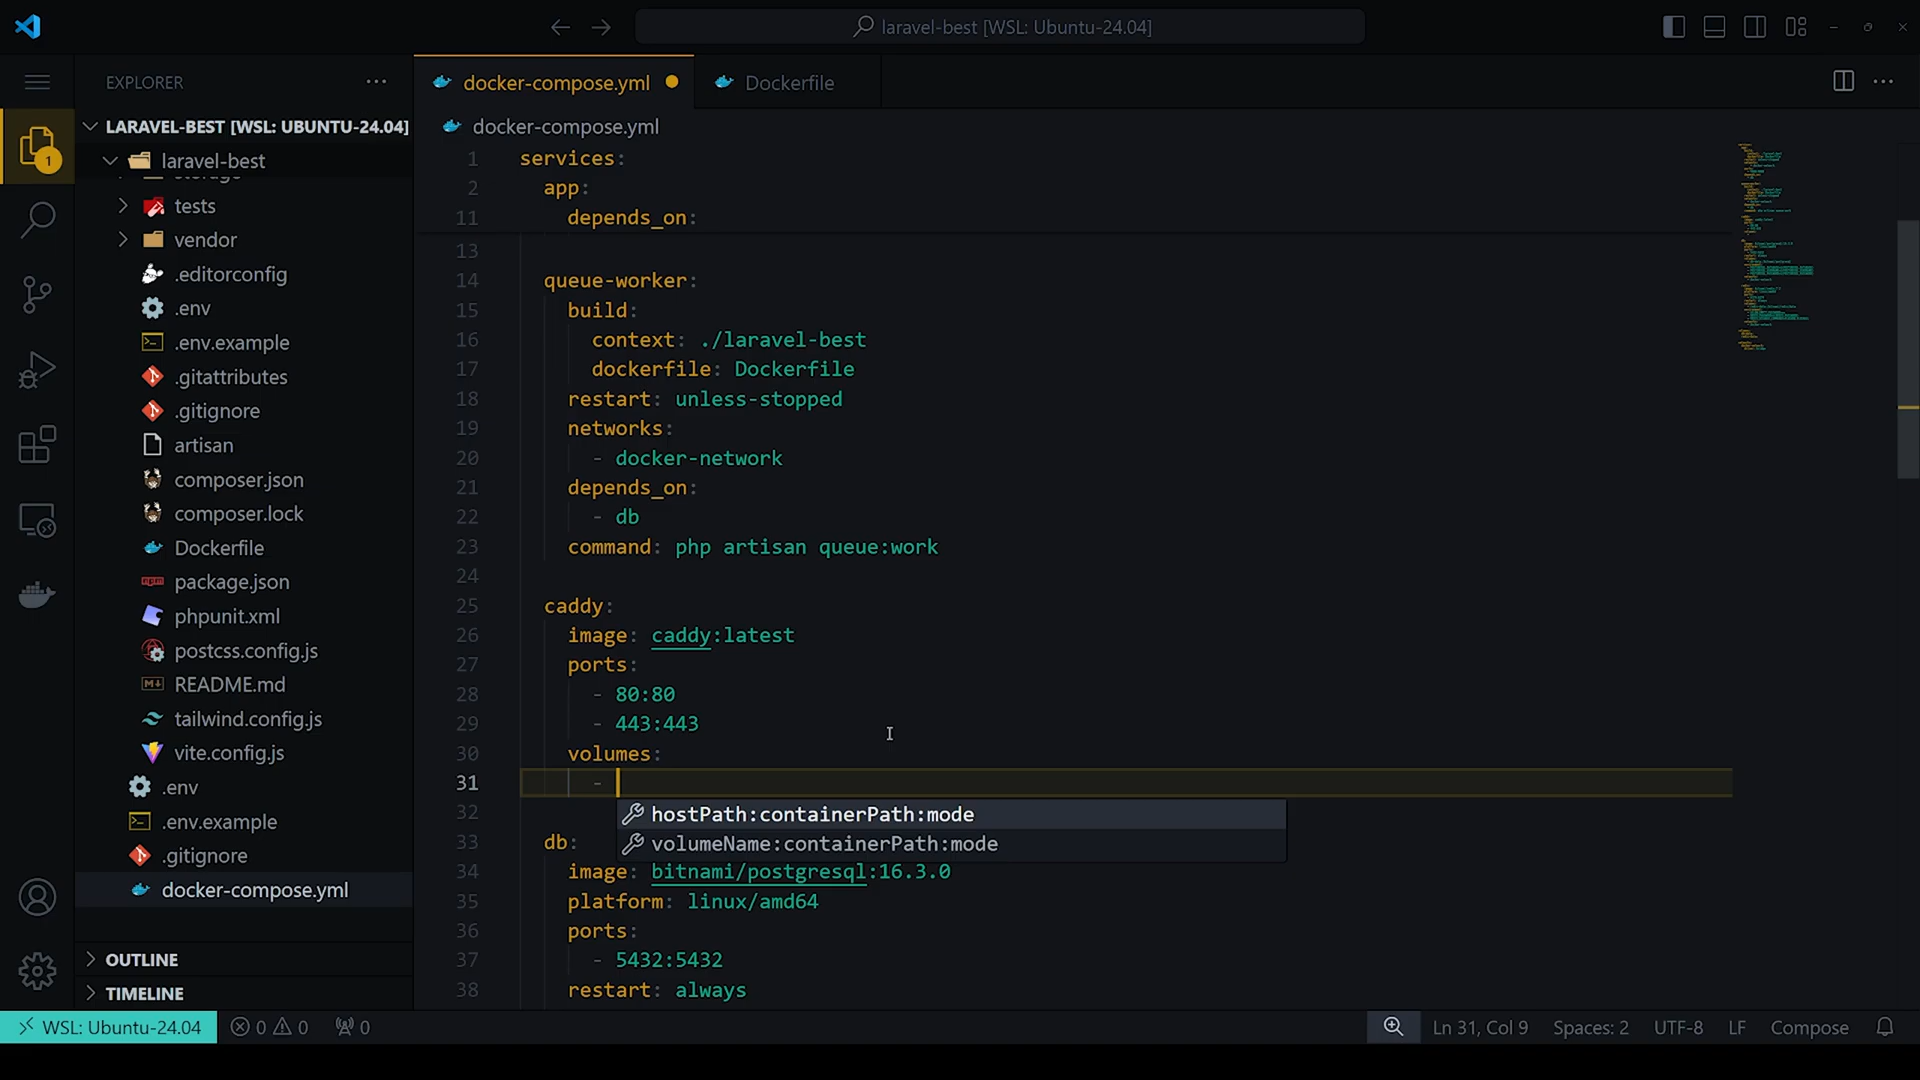 laravel-best [WSL: Ubuntu-24.04]
EXPLORER
LARAVEL-BEST [WSL: UBUNTU-24.04]
laravel-best
storage
tests
vendor
.editorconfig
.env
.env.example
.gitattributes
.gitignore
artisan
composer.json
composer.lock
Dockerfile
package.json
phpunit.xml
postcss.config.js
README.md
tailwind.config.js
vite.config.js
.env
.env.example
.gitignore
docker-compose.yml
OUTLINE
TIMELINE
1
docker-compose.yml
Dockerfile
docker-compose.yml
1 services:
2 app:
11 depends_on:
13
14 queue-worker:
15 build:
16 context: ./laravel-best
17 dockerfile: Dockerfile
18 restart: unless-stopped
19 networks:
20 - docker-network
21 depends_on:
22 - db
23 command: php artisan queue:work
24
25 caddy:
26 image: caddy:latest
27 ports:
28 - 80:80
29 - 443:443
30 volumes:
31 -
32
hostPath:containerPath:mode
volumeName:containerPath:mode
33 db:
34 image: bitnami/postgresql:16.3.0
35 platform: linux/amd64
36 ports:
37 - 5432:5432
38 restart: always
WSL: Ubuntu-24.04 0 0 0 Ln 31, Col 9 Spaces: 2 UTF-8 LF Compose